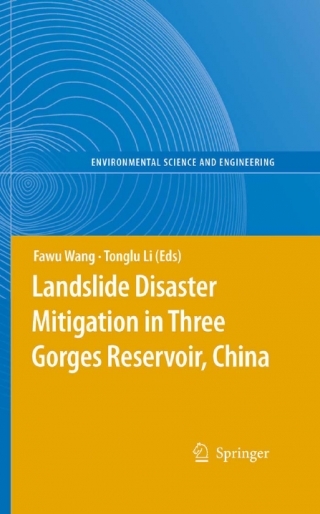 ENVIRONMENTAL SCIENCE AND ENGINEERING
Fawu Wang · Tonglu Li (Eds)
Landslide Disaster
Mitigation in Three
Gorges Reservoir, China
Springer